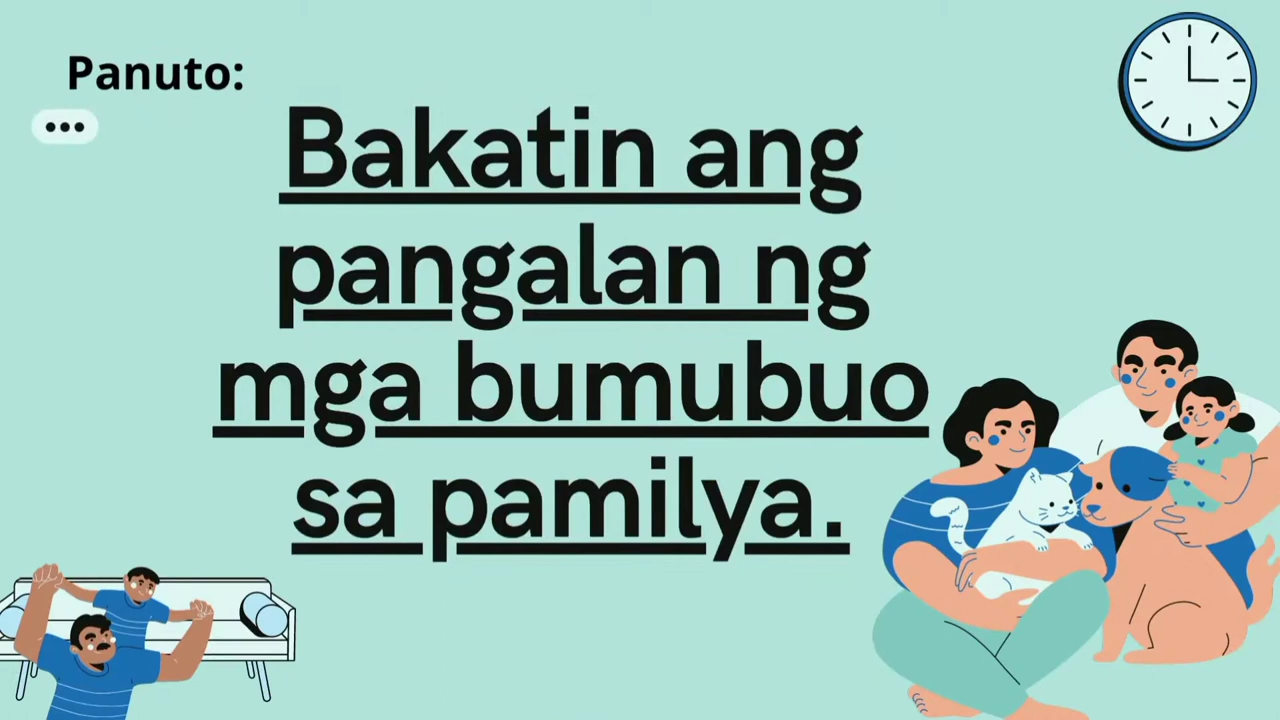 Panuto:
Bakatin ang
pangalan ng
mga bumubuo
sa pamilya.